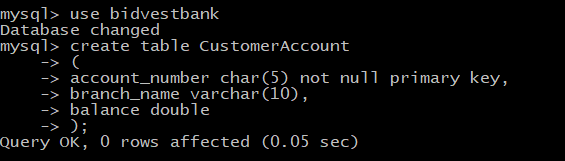 mysql> use bidvestbank
Database changed
mysql> create table CustomerAccount
    -> (
    -> account_number char(5) not null primary key,
    -> branch_name varchar(10),
    -> balance double
    -> );
Query OK, 0 rows affected (0.05 sec)